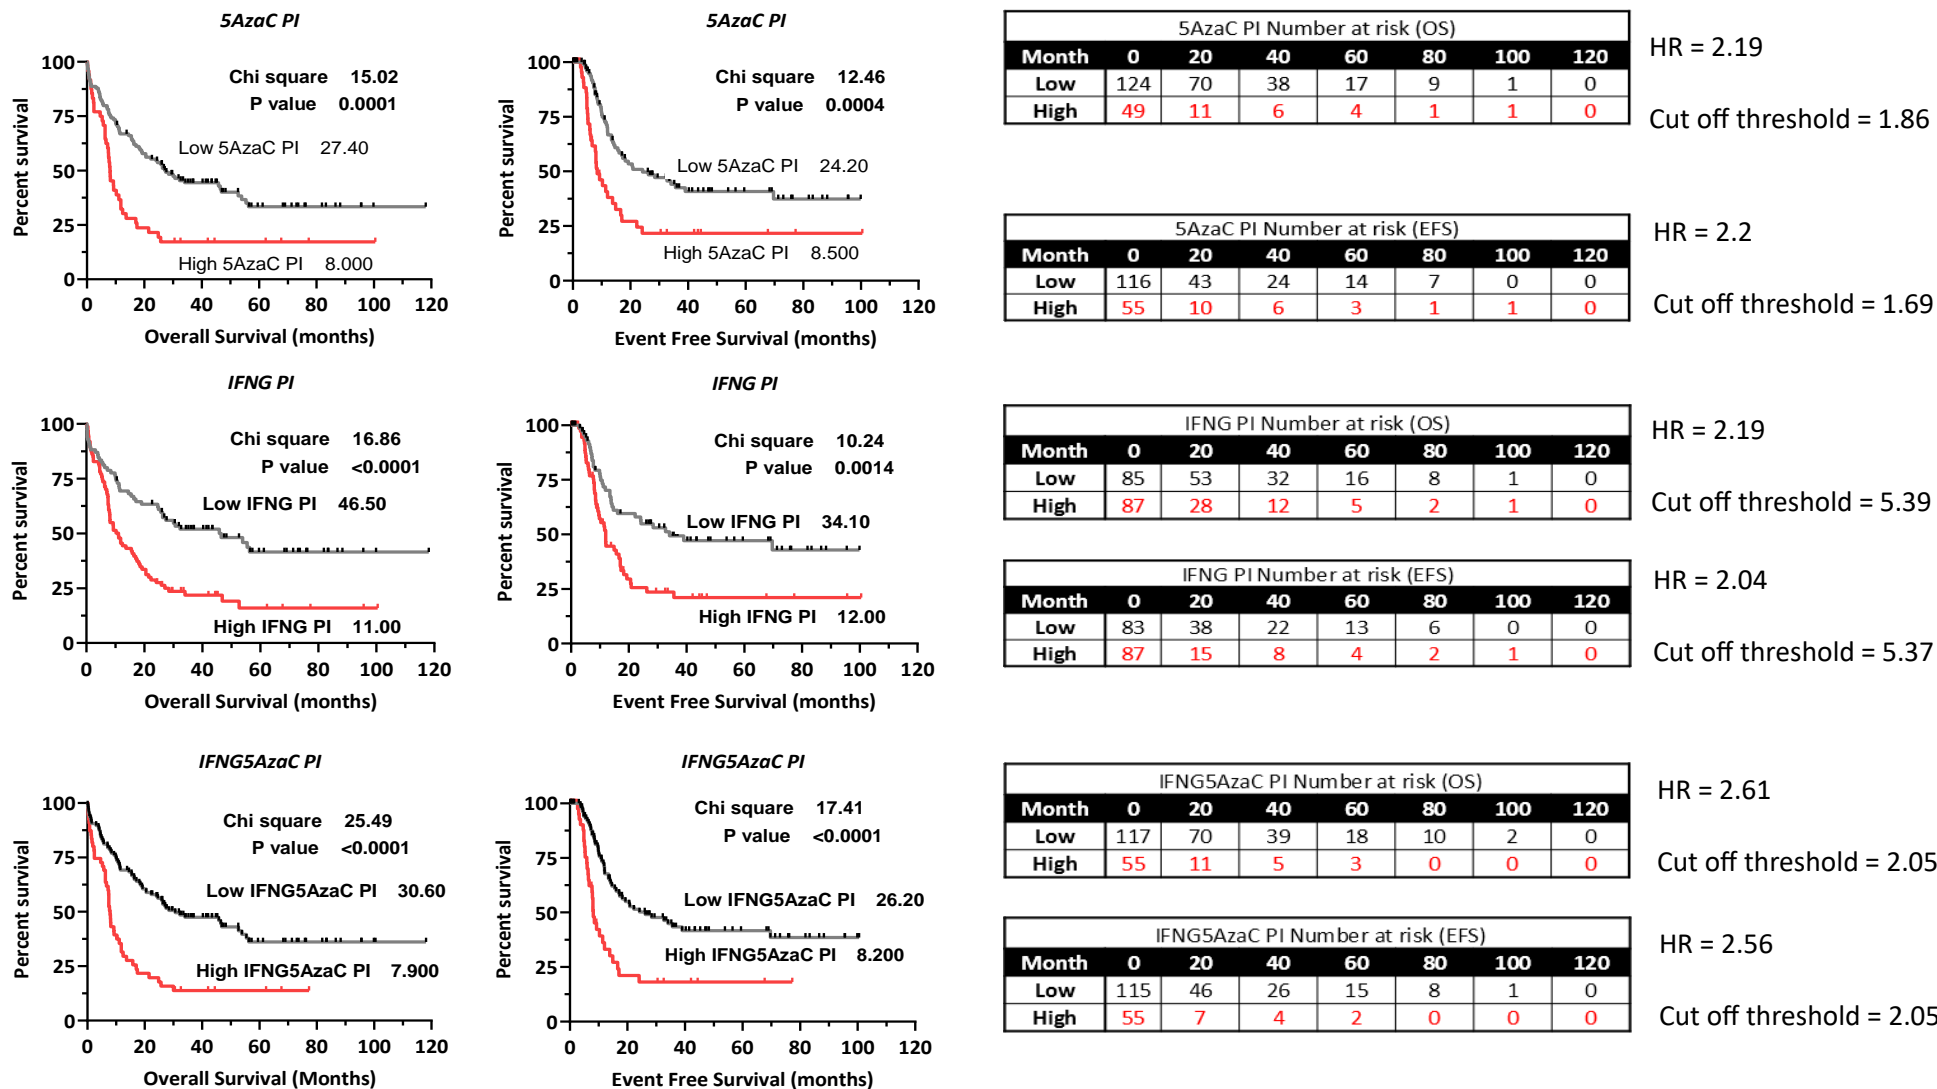 5AzaC PI
Percent survival
100
75
50
25
0
Chi square 15.02
P value 0.0001
Low 5AzaC PI 27.40
High 5AzaC PI 8.000
0 20 40 60 80 100 120
Overall Survival (months)
5AzaC PI
Percent survival
100
75
50
25
0
Chi square 12.46
P value 0.0004
Low 5AzaC PI 24.20
High 5AzaC PI 8.500
0 20 40 60 80 100 120
Event Free Survival (months)
5AzaC PI Number at risk (OS)
Month 0 20 40 60 80 100 120
Low 124 70 38 17 9 1 0
High 49 11 6 4 1 1 0
HR = 2.19
Cut off threshold = 1.86
5AzaC PI Number at risk (EFS)
Month 0 20 40 60 80 100 120
Low 116 43 24 14 7 0 0
High 55 10 6 3 1 1 0
HR = 2.2
Cut off threshold = 1.69
IFNG PI
Percent survival
100
75
50
25
0
Chi square 16.86
P value <0.0001
Low IFNG PI 46.50
High IFNG PI 11.00
0 20 40 60 80 100 120
Overall Survival (months)
IFNG PI
Percent survival
100
75
50
25
0
Chi square 10.24
P value 0.0014
Low IFNG PI 34.10
High IFNG PI 12.00
0 20 40 60 80 100 120
Event Free Survival (months)
IFNG PI Number at risk (OS)
Month 0 20 40 60 80 100 120
Low 85 53 32 16 8 1 0
High 87 28 12 5 2 1 0
HR = 2.19
Cut off threshold = 5.39
IFNG PI Number at risk (EFS)
Month 0 20 40 60 80 100 120
Low 83 38 22 13 6 0 0
High 87 15 8 4 2 1 0
HR = 2.04
Cut off threshold = 5.37
IFNG5AzaC PI
Percent survival
100
75
50
25
0
Chi square 25.49
P value <0.0001
Low IFNG5AzaC PI 30.60
High IFNG5AzaC PI 7.900
0 20 40 60 80 100 120
Overall Survival (Months)
IFNG5AzaC PI
Percent survival
100
75
50
25
0
Chi square 17.41
P value <0.0001
Low IFNG5AzaC PI 26.20
High IFNG5AzaC PI 8.200
0 20 40 60 80 100 120
Event Free Survival (months)
IFNG5AzaC PI Number at risk (OS)
Month 0 20 40 60 80 100 120
Low 117 70 39 18 10 2 0
High 55 11 5 3 0 0 0
HR = 2.61
Cut off threshold = 2.05
IFNG5AzaC PI Number at risk (EFS)
Month 0 20 40 60 80 100 120
Low 115 46 26 15 8 1 0
High 55 7 4 2 0 0 0
HR = 2.56
Cut off threshold = 2.05